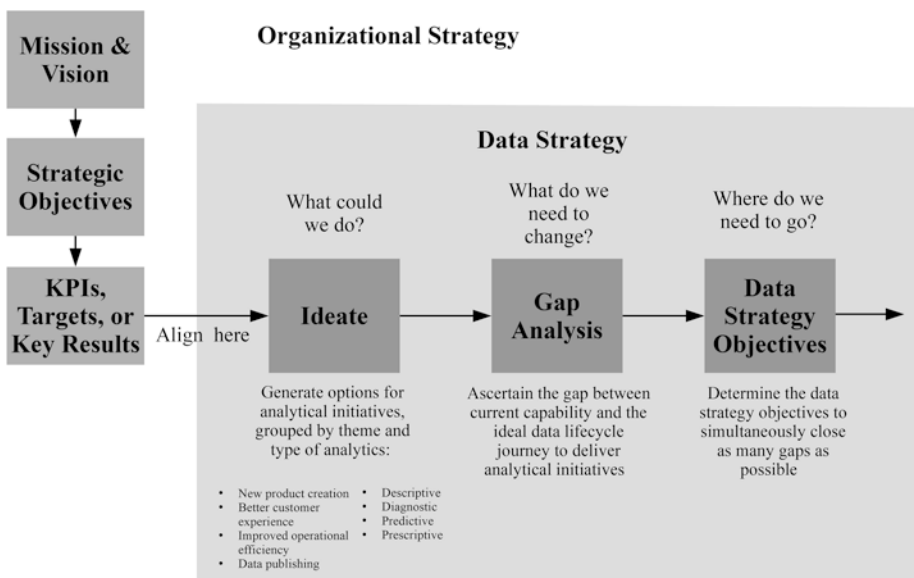 Mission &
Vision
Organizational Strategy
Strategic
Objectives
KPIs,
Targets, or
Key Results
Align here
Data Strategy
What could
we do?
Ideate
Generate options for
analytical initiatives,
grouped by theme and
type of analytics:
• New product creation
• Better customer
experience
• Improved operational
efficiency
• Data publishing
• Descriptive
• Diagnostic
• Predictive
• Prescriptive
What do we
need to
change?
Gap
Analysis
Ascertain the gap between
current capability and the
ideal data lifecycle
journey to deliver
analytical initiatives
Where do we
need to go?
Data
Strategy
Objectives
Determine the data
strategy objectives to
simultaneously close
as many gaps as
possible